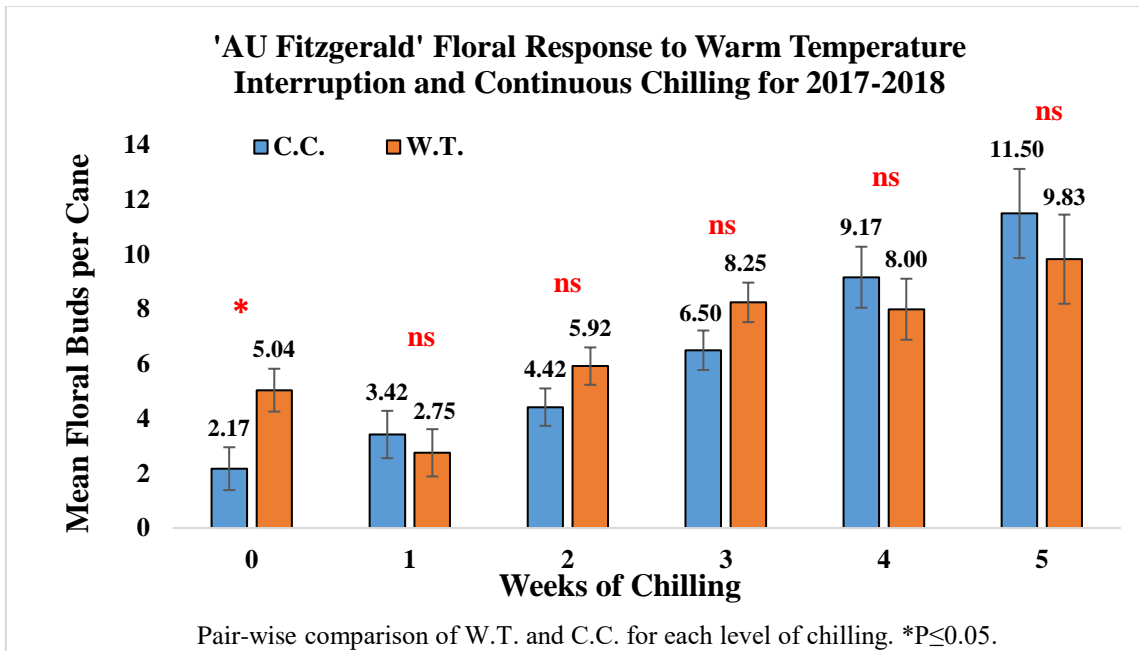 'AU Fitzgerald' Floral Response to Warm Temperature
Interruption and Continuous Chilling for 2017-2018
Mean Floral Buds per Cane
C.C.
W.T.
14
12
10
8
6
4
2
0
*
2.17
5.04
ns
3.42
2.75
ns
4.42
5.92
ns
6.50
8.25
ns
9.17
8.00
ns
11.50
9.83
0 1 2 3 4 5
Weeks of Chilling
Pair-wise comparison of W.T. and C.C. for each level of chilling. *P≤0.05.